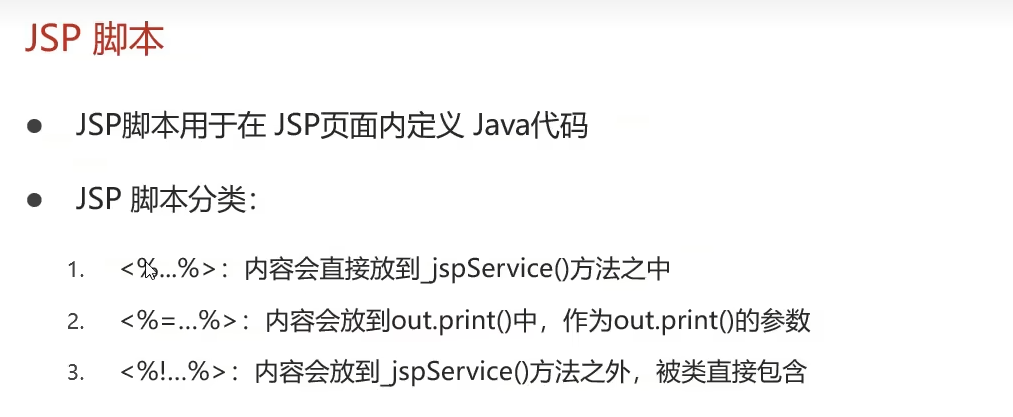 JSP 脚本
● JSP脚本用于在 JSP页面内定义 Java代码
● JSP 脚本分类：
1. <%...%>：内容会直接放到_jspService()方法之中
2. <%=…%>：内容会放到out.print()中，作为out.print()的参数
3. <%!…%>：内容会放到_jspService()方法之外，被类直接包含